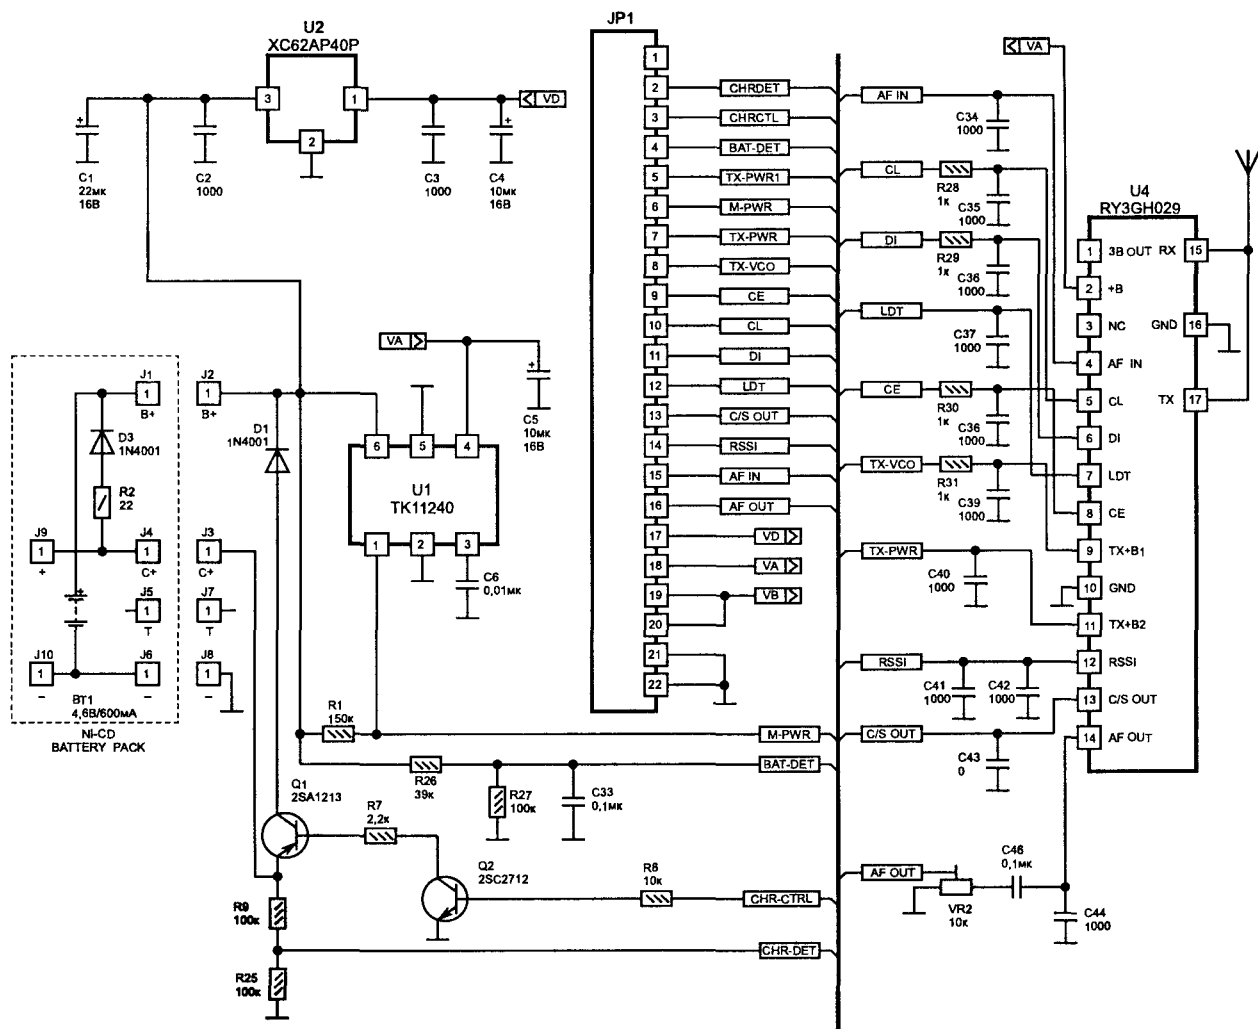 U2
XC62AP40P
3
1
2
VD
C1
22мк
16В
C2
1000
C3
1000
C4
10мк
16В
JP1
1
2
CHRDET
3
CHRCTL
4
BAT-DET
5
TX-PWR1
6
M-PWR
7
TX-PWR
8
TX-VCO
9
CE
10
CL
11
DI
12
LDT
13
C/S OUT
14
RSSI
15
AF IN
16
AF OUT
17
VD
18
VA
19
VB
20
21
22
VA
AF IN
C34
1000
CL
R28
1к
C35
1000
DI
R29
1к
C36
1000
LDT
C37
1000
CE
R30
1к
C36
1000
TX-VCO
R31
1к
C39
1000
TX-PWR
C40
1000
RSSI
C41
1000
C42
1000
C/S OUT
C43
0
AF OUT
VR2
10к
C46
0,1мк
C44
1000
U4
RY3GH029
1
3B OUT
RX
15
2
+B
3
NC
GND
16
4
AF IN
5
CL
TX
17
6
DI
7
LDT
8
CE
9
TX+B1
10
GND
11
TX+B2
12
RSSI
13
C/S OUT
14
AF OUT
J1
1
B+
J2
1
B+
D3
1N4001
R2
22
J9
1
+
J4
1
C+
J3
1
C+
J5
1
T
J7
1
T
J10
1
–
J6
1
–
J8
1
–
BT1
4,6В/600мА
NI-CD
BATTERY PACK
D1
1N4001
VA
C5
10мк
16В
6
5
4
U1
TK11240
1
2
3
C6
0,01мк
R1
150к
M-PWR
R26
39к
BAT-DET
R27
100к
C33
0,1мк
Q1
2SA1213
R7
2,2к
Q2
2SC2712
R8
10к
CHR-CTRL
R9
100к
CHR-DET
R25
100к